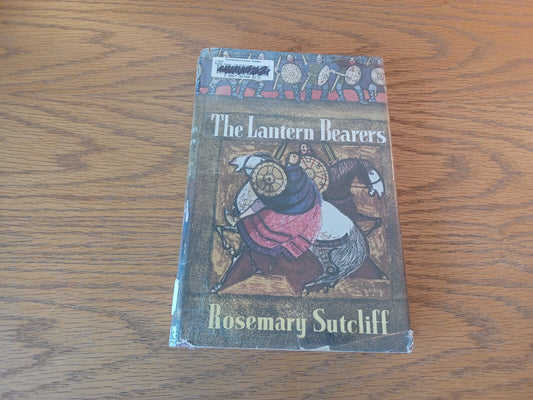 The Lantern Bearers
Rosemary Sutcliff